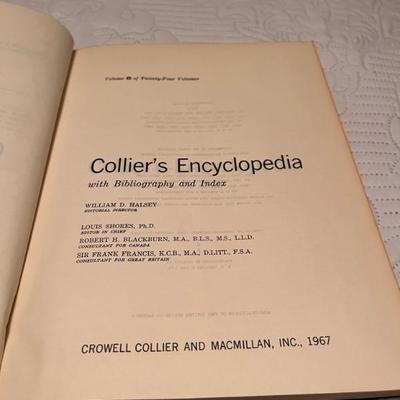 of Twenty-Four Volumes
Volume
Collier's Encyclopedia
with Bibliography and Index
WILLIAM D. HALSEY
EDITORIAL DIRECTOR
LOUIS SHORES, Ph.D.
EDITOR IN CHIEF
ROBERT H. BLACKBURN, M.A., B.L.S., M.S., L.L.D.
CONSULTANT FOR CANADA
SIR FRANK FRANCIS, K.C.B., M.A., D.LITT., F.S.A.
CONSULTANT FOR GREAT BRITAIN
CROWELL COLLIER AND MACMILLAN, INC., 1967